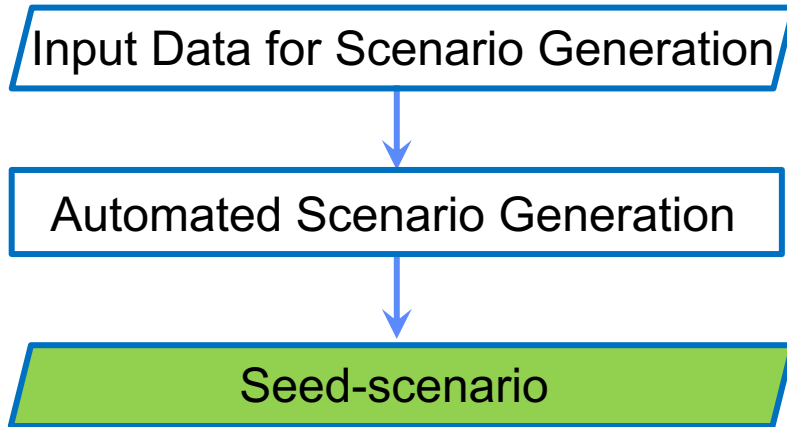 Input Data for Scenario Generation
Automated Scenario Generation
Seed-scenario